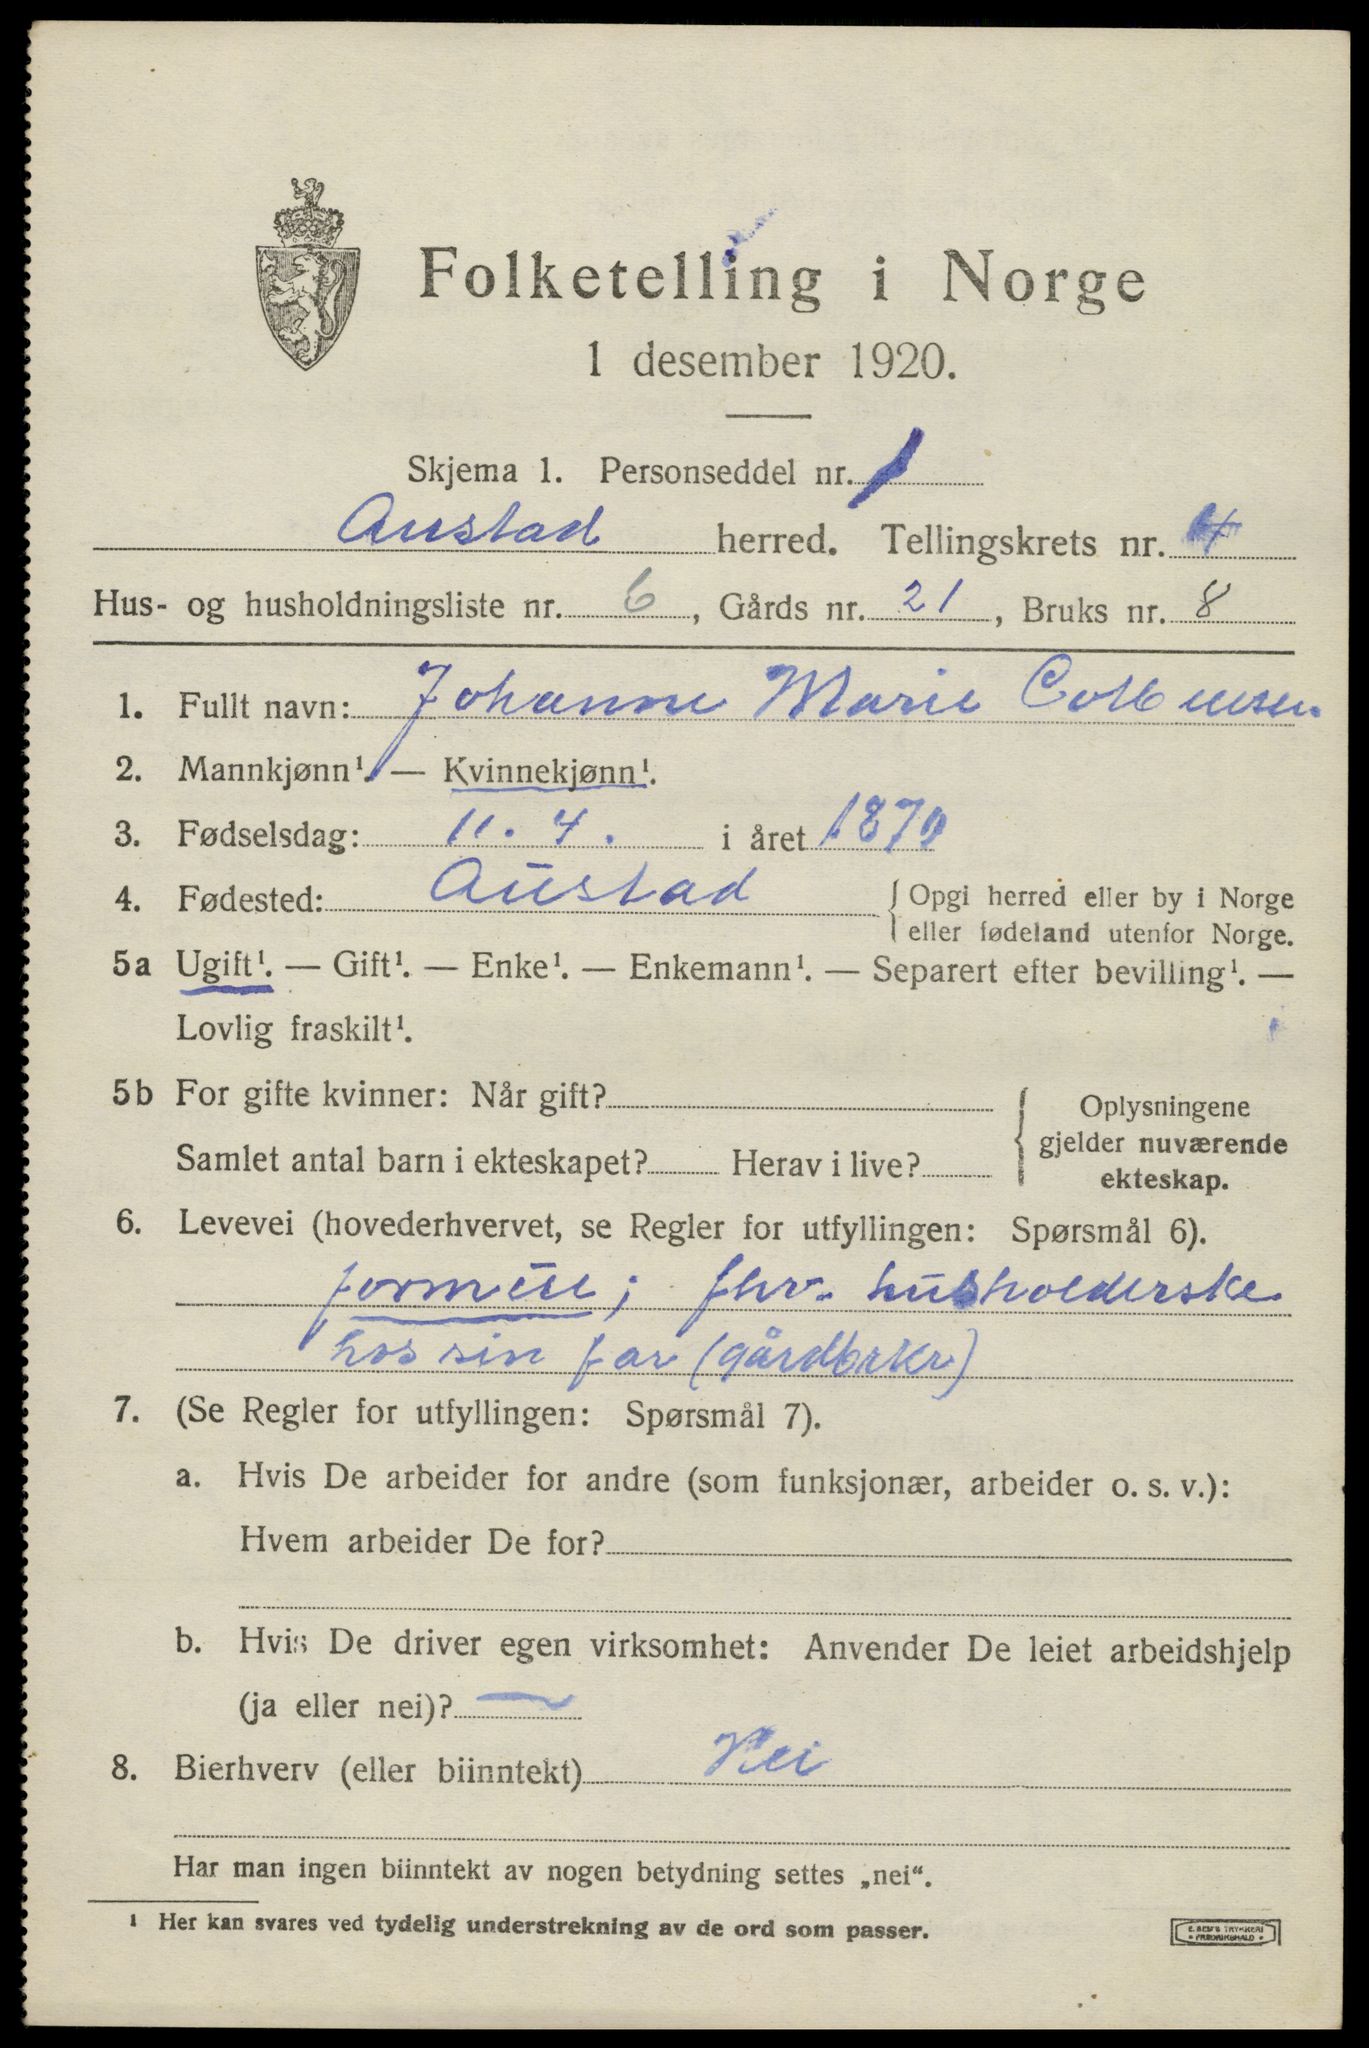 Folketelling i Norge
1 desember 1920.
Skjema 1. Personseddel nr. 1
Austad herred. Tellingskrets nr. 4
Hus- og husholdningsliste nr. 6, Gårds nr. 21, Bruks nr. 8
1. Fullt navn: Johanne Marie
2. Mannkjønn¹. — Kvinnekjønn¹.
3. Fødselsdag: 11. 4. i året 1870
4. Fødested: Austad {Opgi herred eller by i Norge
eller fødeland utenfor Norge.
5a Ugift¹. — Gift¹. — Enke¹. — Enkemann¹. — Separert efter bevilling¹. —
Lovlig fraskilt¹.
5b For gifte kvinner: Når gift? { Oplysningene
gjelder nuværende
Samlet antal barn i ekteskapet? Herav i live?
ekteskap.
6. Levevei (hovederhvervet, se Regler for utfyllingen: Spørsmål 6).
formue; fhv. husholderske
hos sin far (gårdbrkr)
7. (Se Regler for utfyllingen: Spørsmål 7).
a. Hvis De arbeider for andre (som funksjonær, arbeider o. s. v.):
Hvem arbeider De for?
b. Hvis De driver egen virksomhet: Anvender De leiet arbeidshjelp
(ja eller nei)? —
8. Bierhverv (eller biinntekt) Nei
Har man ingen biinntekt av nogen betydning settes „nei“.
¹ Her kan svares ved tydelig understrekning av de ord som passer.
E. SEM'S TRYKKERI
• FREDRIKSHALD •